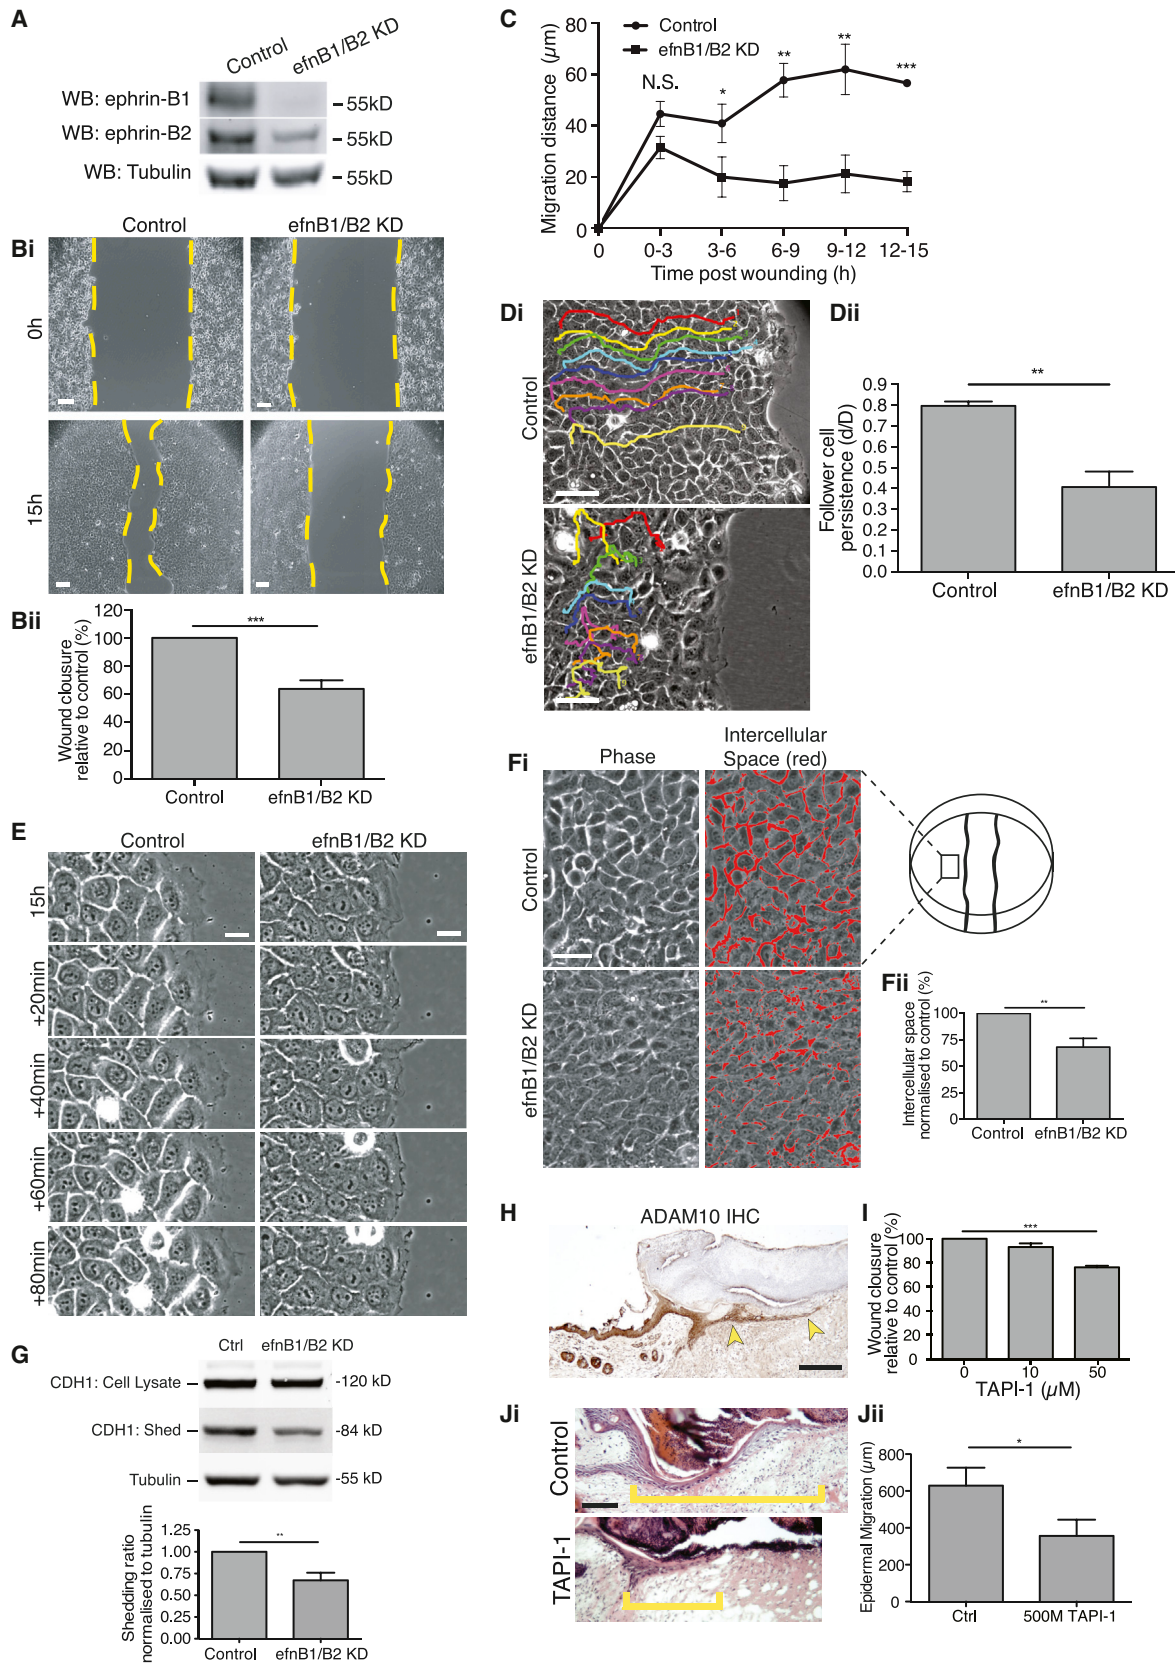 A
Control
efnB1/B2 KD
WB: ephrin-B1
55kD
WB: ephrin-B2
55kD
WB: Tubulin
55kD
Bi
Control
efnB1/B2 KD
0h
15h
Bii
Wound clousure
relative to control (%)
120
100
80
60
40
20
0
***
Control
efnB1/B2 KD
C
Control
efnB1/B2 KD
Migration distance (µm)
80
60
40
20
0
N.S.
*
**
**
***
0
0-3
3-6
6-9
9-12
12-15
Time post wounding (h)
Di
Control
efnB1/B2 KD
Dii
Follower cell
persistence (d/D)
0.9
0.8
0.7
0.6
0.5
0.4
0.3
0.2
0.1
0.0
**
Control
efnB1/B2 KD
E
Control
efnB1/B2 KD
15h
+20min
+40min
+60min
+80min
Fi
Phase
Intercellular
Space (red)
Control
efnB1/B2 KD
Fii
Intercellular space
normalised to control (%)
100
75
50
25
0
**
Control
efnB1/B2 KD
G
Ctrl
efnB1/B2 KD
CDH1: Cell Lysate
-120 kD
CDH1: Shed
-84 kD
Tubulin
-55 kD
Shedding ratio
normalised to tubulin
1.25
1.00
0.75
0.50
0.25
0.00
**
Control
efnB1/B2 KD
H
ADAM10 IHC
I
Wound clousure
relative to control (%)
100
80
60
40
20
0
***
0
10
50
TAPI-1 (µM)
Ji
Control
TAPI-1
Jii
Epidermal Migration (µm)
800
600
400
200
0
*
Ctrl
500M TAPI-1